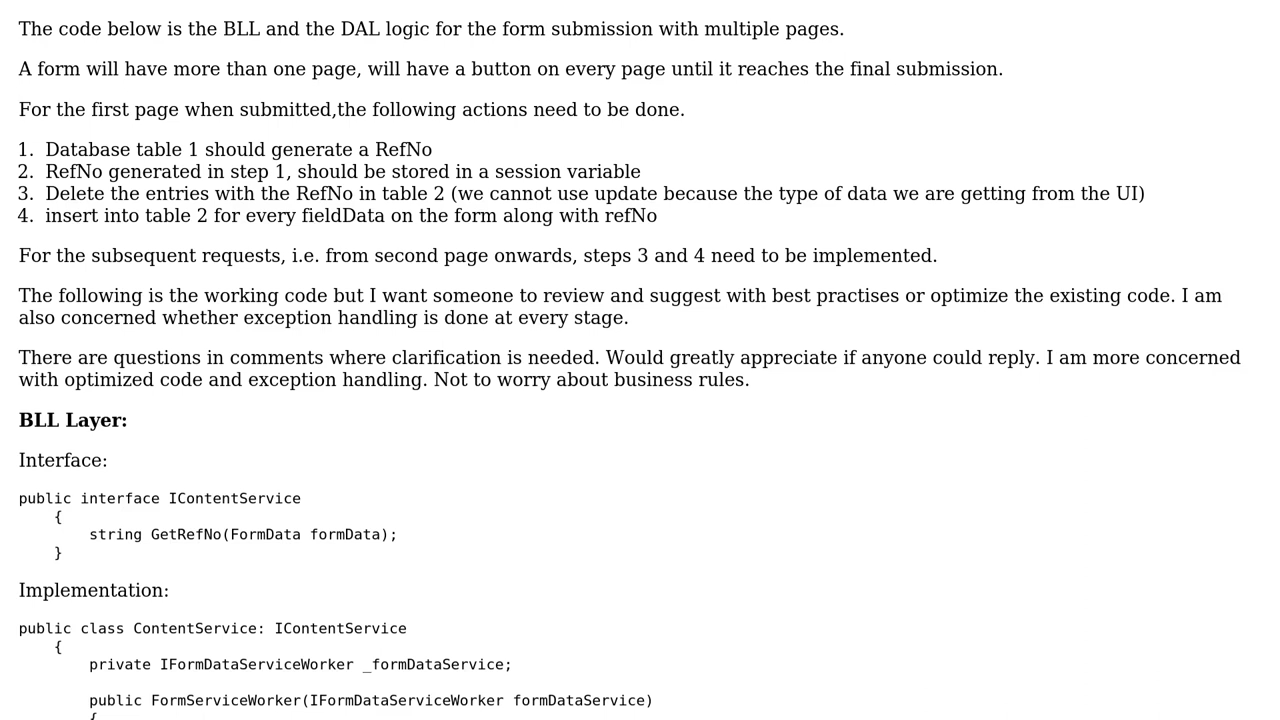 The code below is the BLL and the DAL logic for the form submission with multiple pages.
A form will have more than one page, will have a button on every page until it reaches the final submission.
For the first page when submitted,the following actions need to be done.
1. Database table 1 should generate a RefNo
2. RefNo generated in step 1, should be stored in a session variable
3. Delete the entries with the RefNo in table 2 (we cannot use update because the type of data we are getting from the UI)
4. insert into table 2 for every fieldData on the form along with refNo
For the subsequent requests, i.e. from second page onwards, steps 3 and 4 need to be implemented.
The following is the working code but I want someone to review and suggest with best practises or optimize the existing code. I am
also concerned whether exception handling is done at every stage.
There are questions in comments where clarification is needed. Would greatly appreciate if anyone could reply. I am more concerned
with optimized code and exception handling. Not to worry about business rules.
BLL Layer:
Interface:
public interface IContentService
    {
        string GetRefNo(FormData formData);
    }
Implementation:
public class ContentService: IContentService
    {
        private IFormDataServiceWorker _formDataService;
        public FormServiceWorker(IFormDataServiceWorker formDataService)
        {